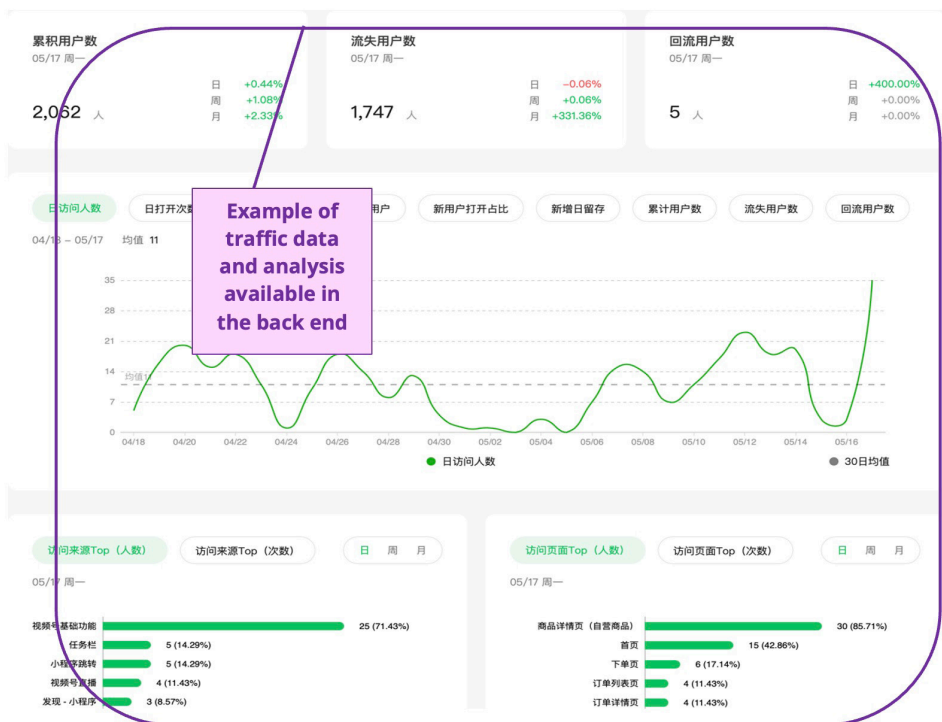 累积用户数
05/17 周一
2,062 人
日 +0.44%
周 +1.08%
月 +2.33%
流失用户数
05/17 周一
1,747 人
日 -0.06%
周 +0.06%
月 +331.36%
回流用户数
05/17 周一
5 人
日 +400.00%
周 +0.00%
月 +0.00%
日访问人数 日打开次 用户 新用户打开占比 新增日留存 累计用户数 流失用户数 回流用户数
04/18 – 05/17 均值 11
Example of
traffic data
and analysis
available in
the back end
35
28
21
14
均值11
7
0
04/18 04/20 04/22 04/24 04/26 04/28 04/30 05/02 05/04 05/06 05/08 05/10 05/12 05/14 05/16
日访问人数 30日均值
访问来源Top（人数） 访问来源Top（次数） 日 周 月
05/17 周一
视频号基础功能 25 (71.43%)
任务栏 5 (14.29%)
小程序跳转 5 (14.29%)
视频号直播 4 (11.43%)
发现 - 小程序 3 (8.57%)
访问页面Top（人数） 访问页面Top（次数） 日 周 月
05/17 周一
商品详情页（自营商品） 30 (85.71%)
首页 15 (42.86%)
下单页 6 (17.14%)
订单列表页 4 (11.43%)
订单详情页 4 (11.43%)